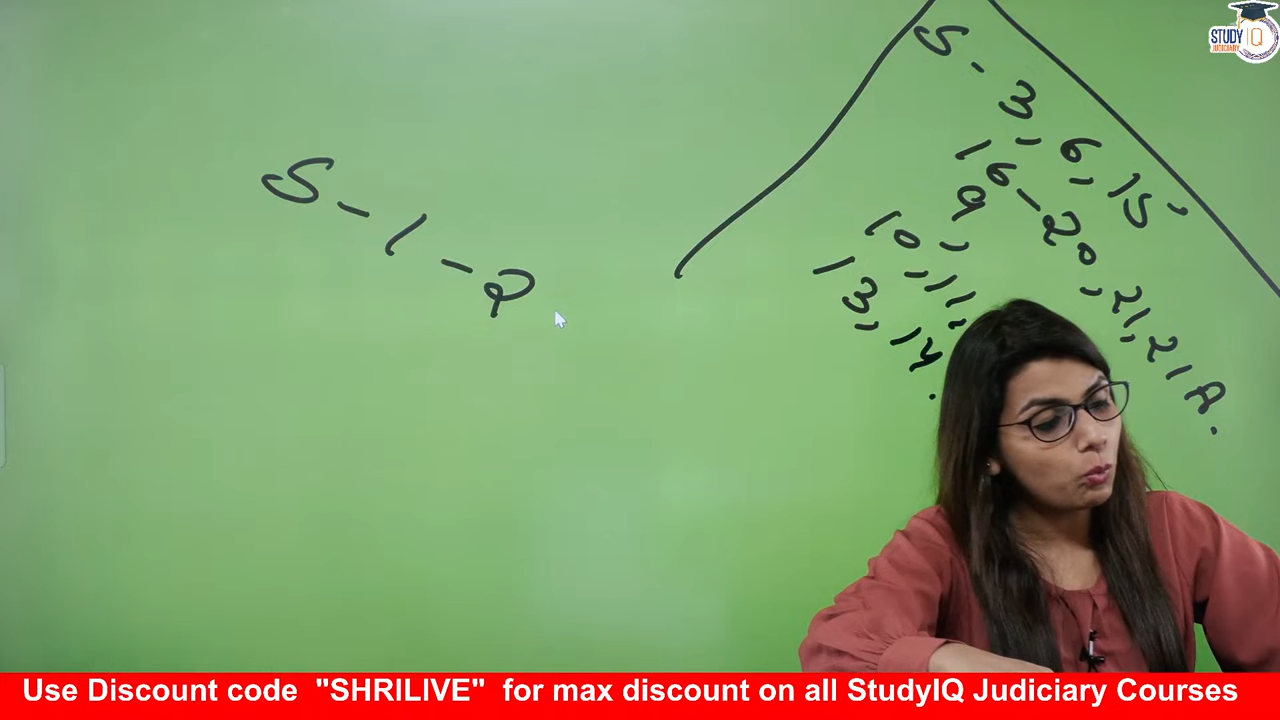 STUDY IQ
JUDICIARY
S - 3, 6, 15,
16 - 20, 21, 21A.
9,
10, 11,
13, 14.
S - 1 - 2
Use Discount code "SHRILIVE" for max discount on all StudyIQ Judiciary Courses